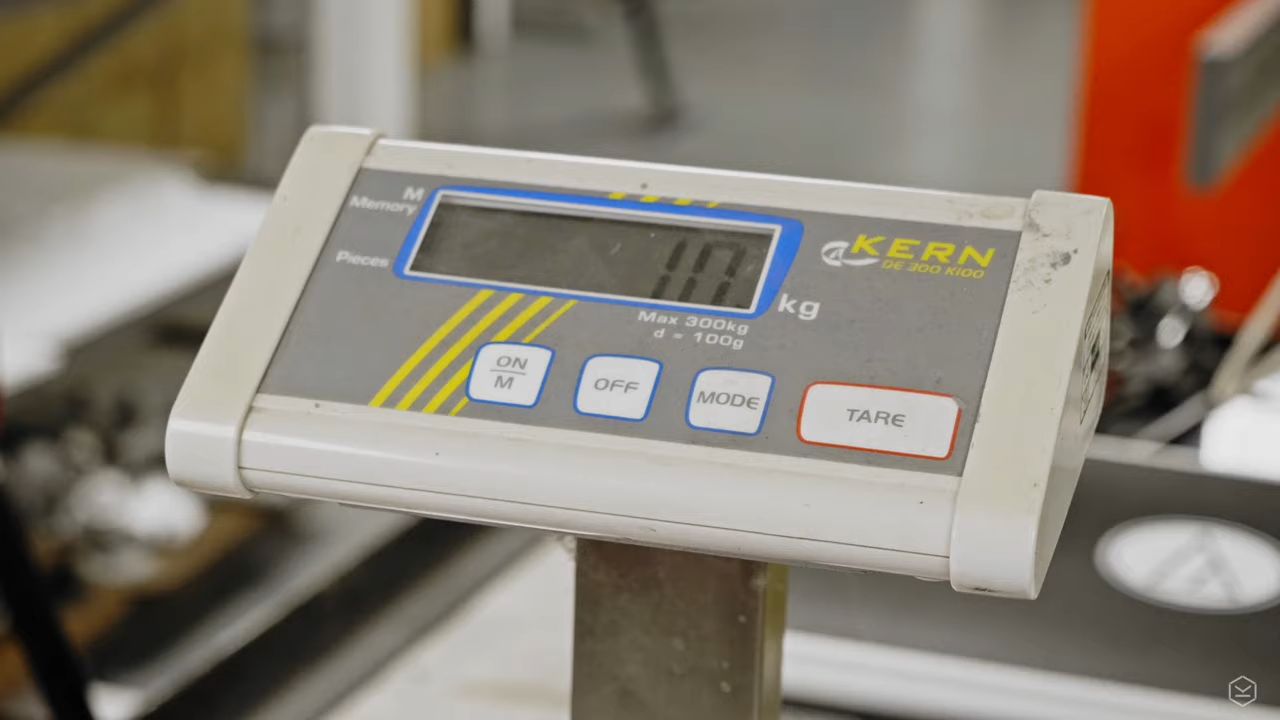 M
Memory
Pieces
KERN
DE 300 K100
kg
Max 300kg
d = 100g
ON
M
OFF
MODE
TARE